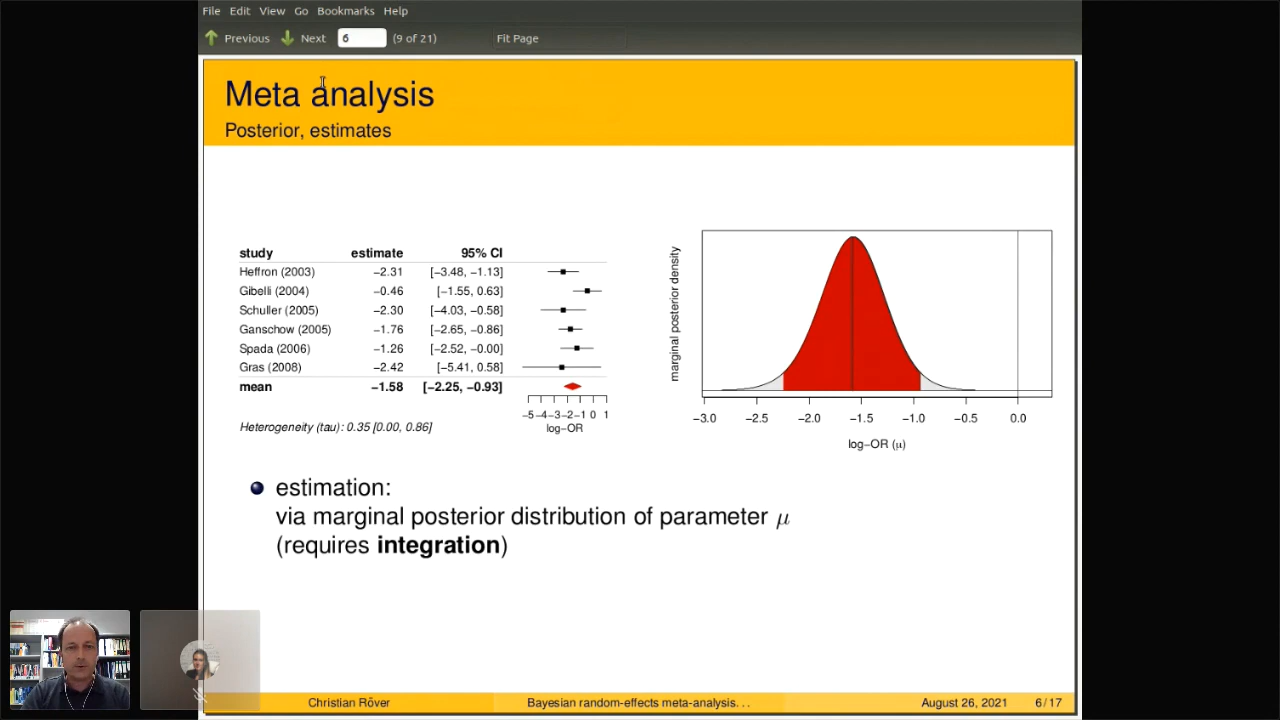 File Edit View Go Bookmarks Help
Previous Next 6 (9 of 21) Fit Page
Meta analysis
Posterior, estimates
study estimate 95% CI
Heffron (2003) −2.31 [−3.48, −1.13]
Gibelli (2004) −0.46 [−1.55, 0.63]
Schuller (2005) −2.30 [−4.03, −0.58]
Ganschow (2005) −1.76 [−2.65, −0.86]
Spada (2006) −1.26 [−2.52, −0.00]
Gras (2008) −2.42 [−5.41, 0.58]
mean −1.58 [−2.25, −0.93]
−5 −4 −3 −2 −1 0 1
log−OR
Heterogeneity (tau): 0.35 [0.00, 0.86]
marginal posterior density
−3.0 −2.5 −2.0 −1.5 −1.0 −0.5 0.0
log−OR (μ)
estimation:
via marginal posterior distribution of parameter μ
(requires integration)
Christian Röver Bayesian random-effects meta-analysis... August 26, 2021 6 / 17